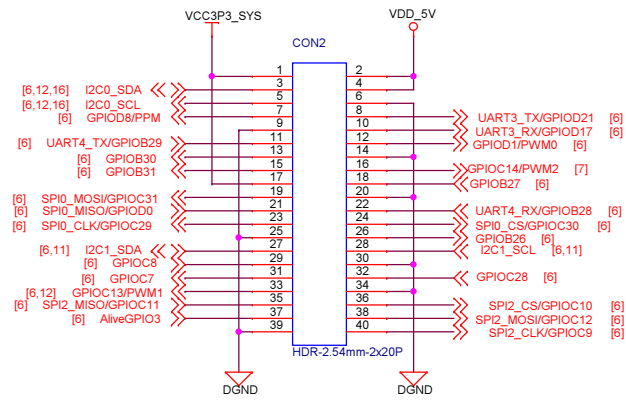 VCC3P3_SYS
VDD_5V
CON2
1 2
[6,12,16] I2C0_SDA 3 4
[6,12,16] I2C0_SCL 5 6
[6] GPIOD8/PPM 7 8 UART3_TX/GPIOD21 [6]
9 10 UART3_RX/GPIOD17 [6]
[6] UART4_TX/GPIOB29 11 12 GPIOD1/PWM0 [6]
[6] GPIOB30 13 14
[6] GPIOB31 15 16 GPIOC14/PWM2 [7]
17 18 GPIOB27 [6]
[6] SPI0_MOSI/GPIOC31 19 20
[6] SPI0_MISO/GPIOD0 21 22 UART4_RX/GPIOB28 [6]
[6] SPI0_CLK/GPIOC29 23 24 SPI0_CS/GPIOC30 [6]
25 26 GPIOB26 [6]
[6,11] I2C1_SDA 27 28 I2C1_SCL [6,11]
[6] GPIOC8 29 30
[6] GPIOC7 31 32 GPIOC28 [6]
[6,12] GPIOC13/PWM1 33 34
[6] SPI2_MISO/GPIOC11 35 36 SPI2_CS/GPIOC10 [6]
[6] AliveGPIO3 37 38 SPI2_MOSI/GPIOC12 [6]
39 40 SPI2_CLK/GPIOC9 [6]
HDR-2.54mm-2x20P
DGND DGND